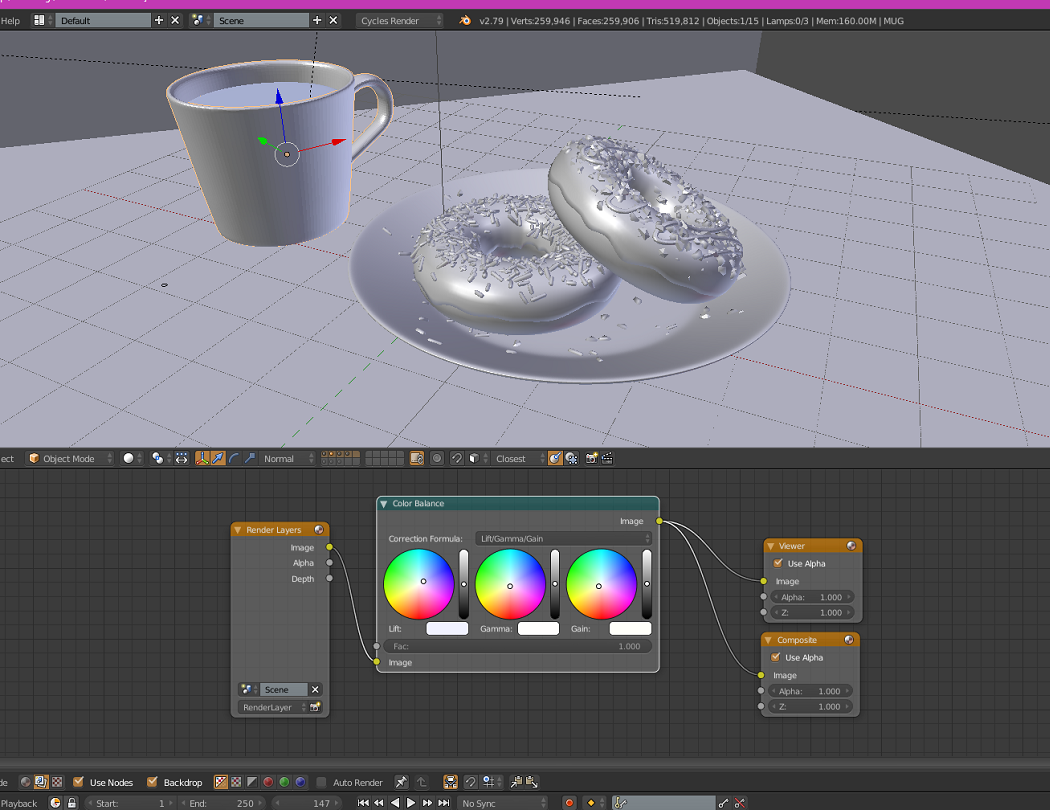 Help Default Scene Cycles Render v2.79 | Verts:259,946 | Faces:259,906 | Tris:519,812 | Objects:1/15 | Lamps:0/3 | Mem:160.00M | MUG
ect Object Mode Normal Closest
Color Balance
Image
Render Layers
Image
Alpha
Depth
Scene
RenderLayer
Correction Formula: Lift/Gamma/Gain
Lift: Gamma: Gain:
Fac: 1.000
Image
Viewer
Use Alpha
Image
Alpha: 1.000
Z: 1.000
Composite
Use Alpha
Image
Alpha: 1.000
Z: 1.000
de Use Nodes Backdrop Auto Render
Playback Start: 1 End: 250 147 No Sync